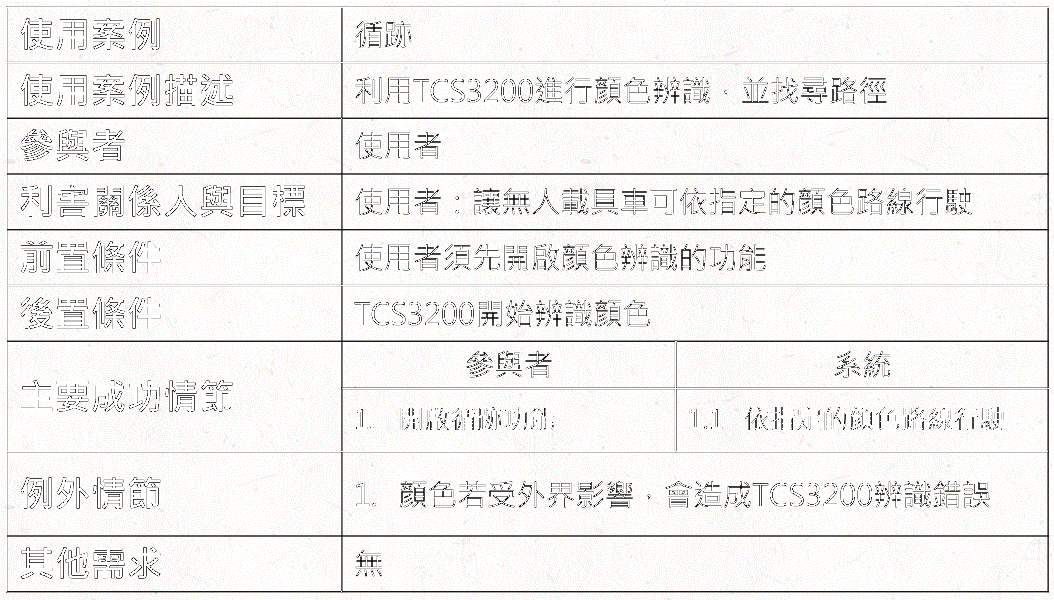 使用案例 循跡
使用案例描述 利用TCS3200進行顏色辨識，並找尋路徑
參與者 使用者
利害關係人與目標 使用者：讓無人載具車可依指定的顏色路線行駛
前置條件 使用者須先開啟顏色辨識的功能
後置條件 TCS3200開始辨識顏色
主要成功情節 參與者 系統
1. 開啟循跡功能 1.1 依指定的顏色路線行駛
例外情節 1. 顏色若受外界影響，會造成TCS3200辨識錯誤
其他需求 無